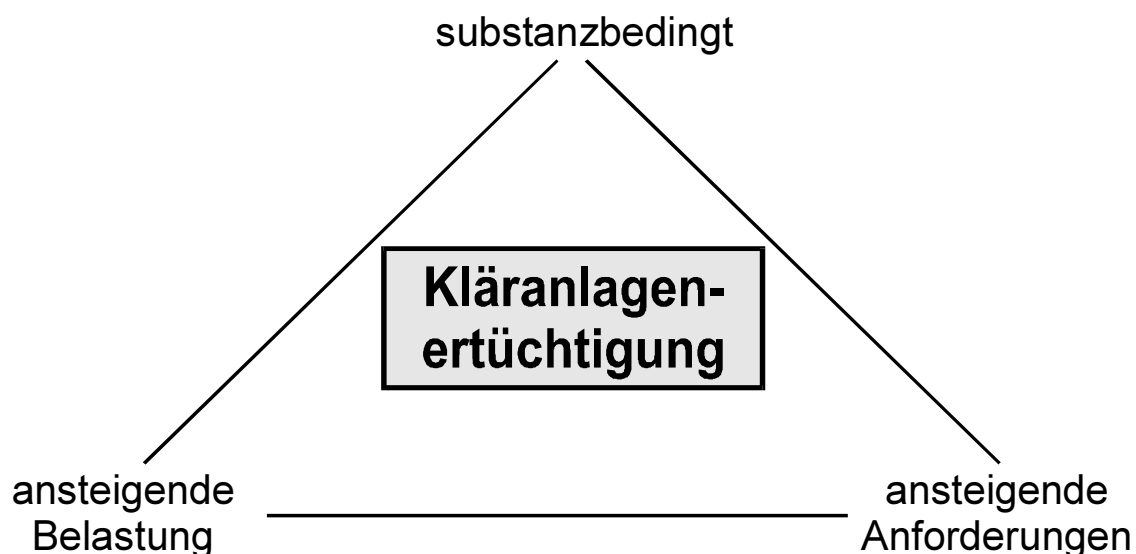 substanzbedingt
Kläranlagen-
ertüchtigung
ansteigende
Belastung
ansteigende
Anforderungen